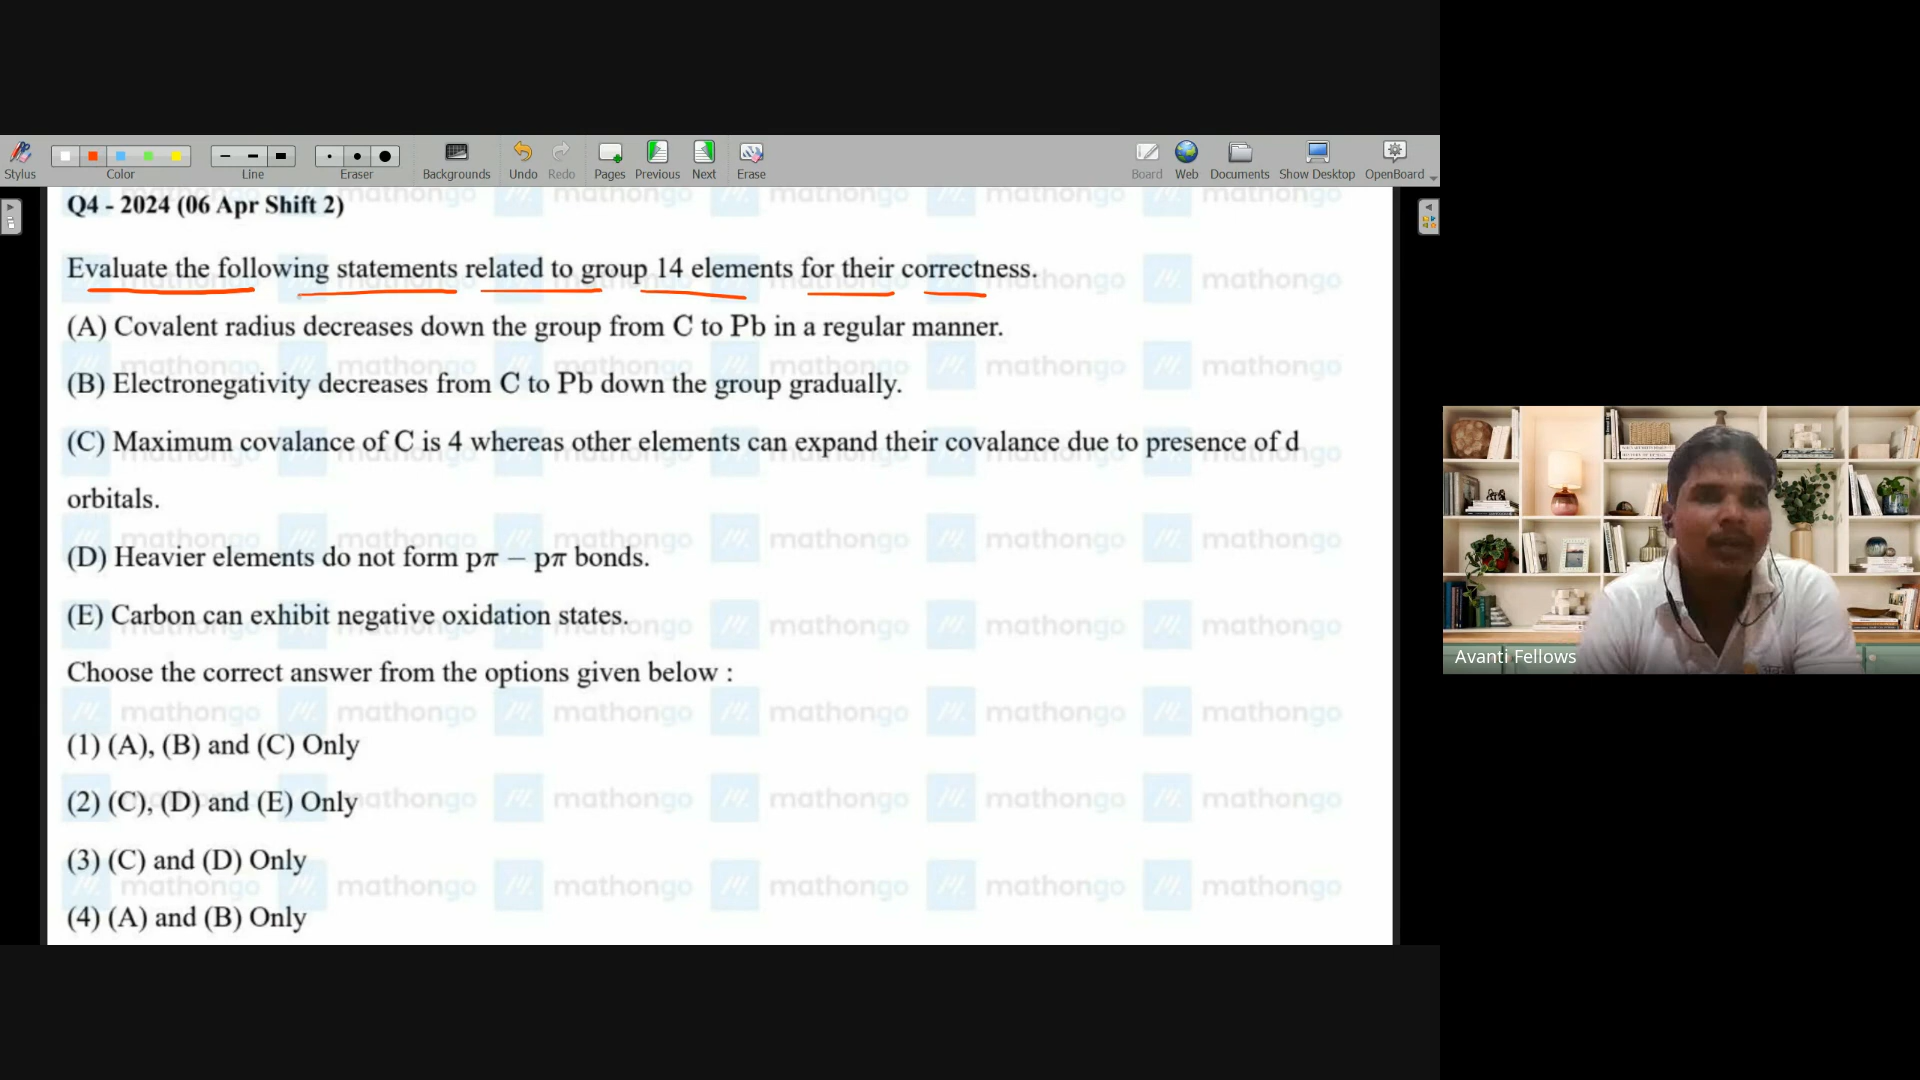 Stylus
Color
Line
Eraser
Backgrounds
Undo
Redo
Pages
Previous
Next
Erase
Board
Web
Documents
Show Desktop
OpenBoard
Q4 - 2024 (06 Apr Shift 2)
Evaluate the following statements related to group 14 elements for their correctness.
(A) Covalent radius decreases down the group from C to Pb in a regular manner.
(B) Electronegativity decreases from C to Pb down the group gradually.
(C) Maximum covalance of C is 4 whereas other elements can expand their covalance due to presence of d
orbitals.
(D) Heavier elements do not form pπ − pπ bonds.
(E) Carbon can exhibit negative oxidation states.
Choose the correct answer from the options given below :
(1) (A), (B) and (C) Only
(2) (C), (D) and (E) Only
(3) (C) and (D) Only
(4) (A) and (B) Only
mathongo
Avanti Fellows